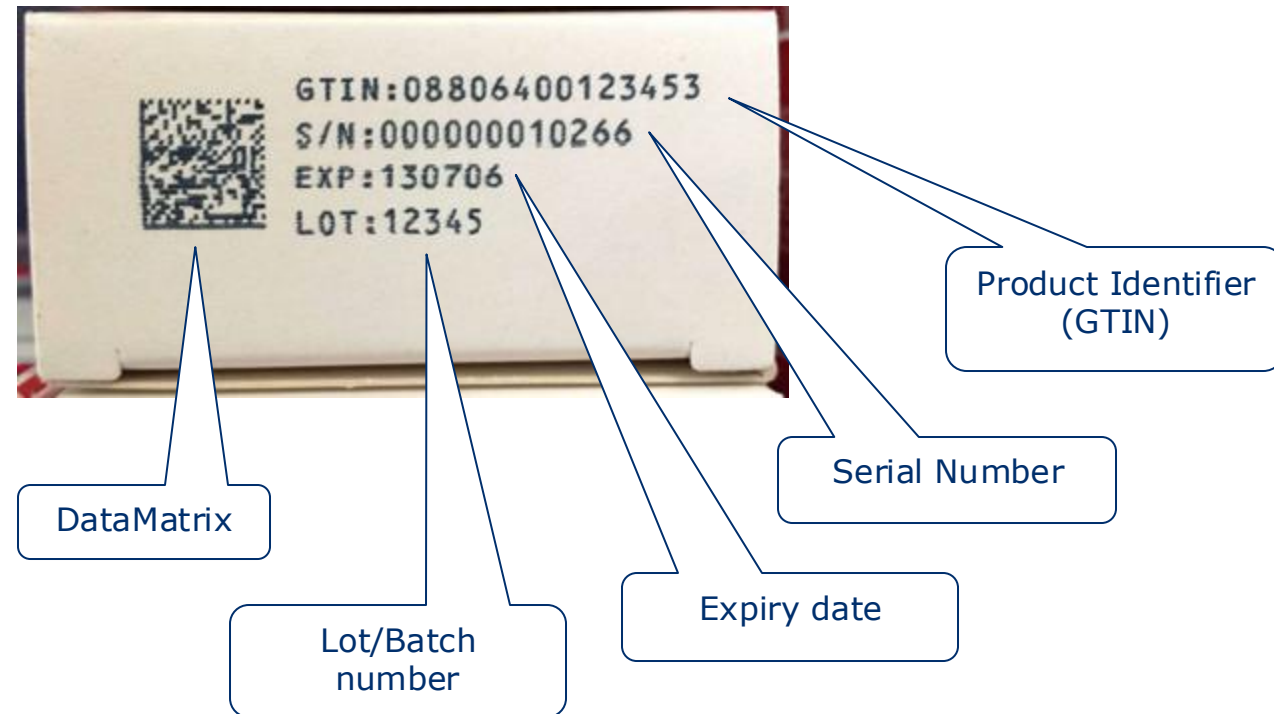 GTIN:08806400123453
S/N:000000010266
EXP:130706
LOT:12345
Product Identifier
(GTIN)
Serial Number
DataMatrix
Expiry date
Lot/Batch
number